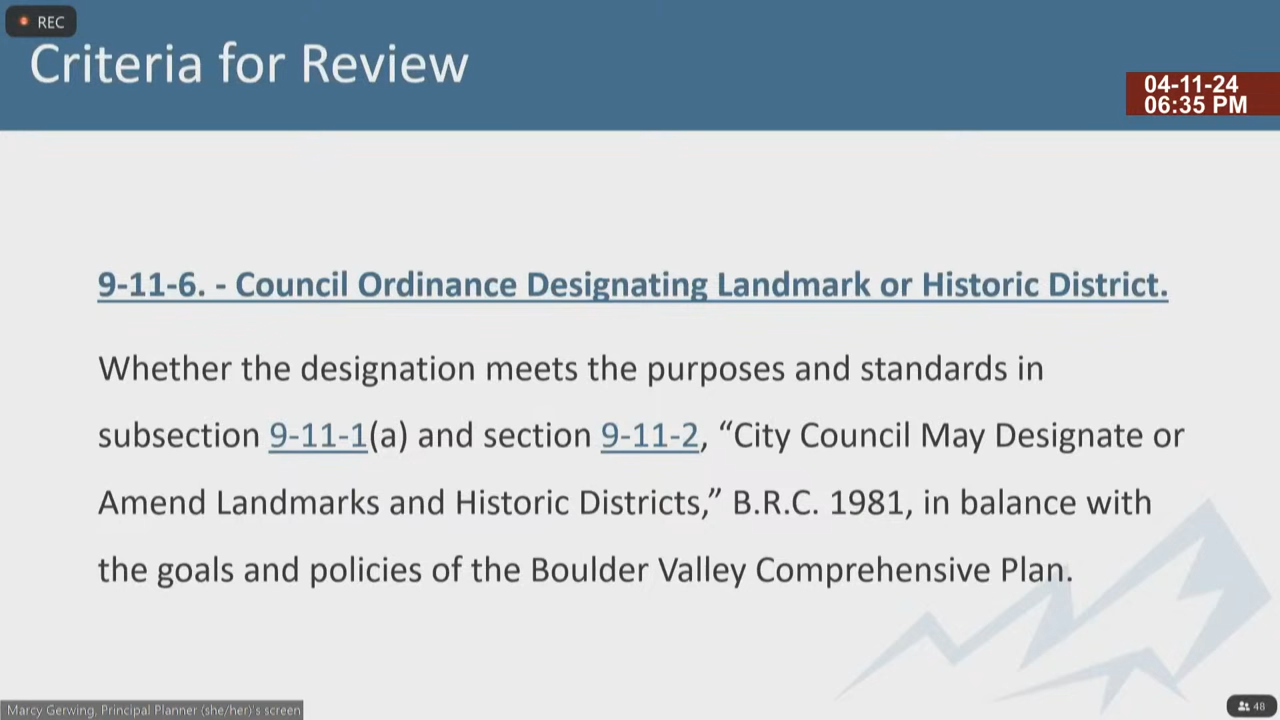 REC
Criteria for Review
04-11-24
06:35 PM
9-11-6. - Council Ordinance Designating Landmark or Historic District.
Whether the designation meets the purposes and standards in
subsection 9-11-1(a) and section 9-11-2, “City Council May Designate or
Amend Landmarks and Historic Districts,” B.R.C. 1981, in balance with
the goals and policies of the Boulder Valley Comprehensive Plan.
Marcy Gerwing, Principal Planner (she/her)'s screen
48